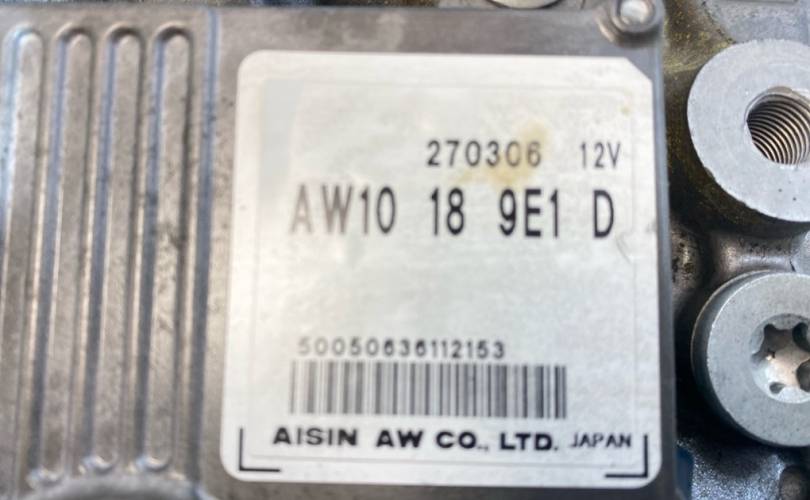 270306 12V
AW10 18 9E1 D
50050636112153
AISIN AW CO., LTD. JAPAN